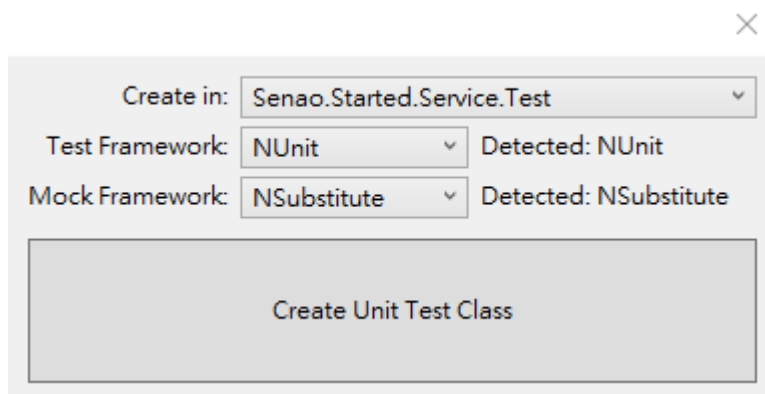 Create in: Senao.Started.Service.Test
Test Framework: NUnit Detected: NUnit
Mock Framework: NSubstitute Detected: NSubstitute
Create Unit Test Class